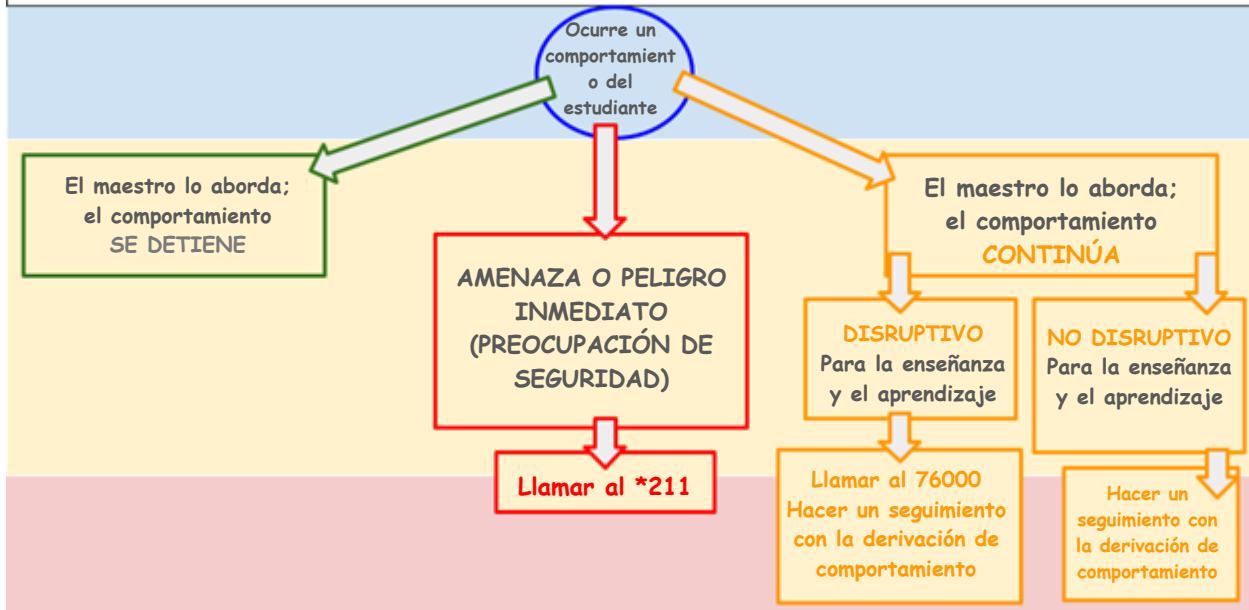 Ocurre un
comportamient
o del
estudiante
El maestro lo aborda;
el comportamiento
SE DETIENE
AMENAZA O PELIGRO
INMEDIATO
(PREOCUPACIÓN DE
SEGURIDAD)
Llamar al *211
El maestro lo aborda;
el comportamiento
CONTINÚA
DISRUPTIVO
Para la enseñanza
y el aprendizaje
NO DISRUPTIVO
Para la enseñanza
y el aprendizaje
Llamar al 76000
Hacer un seguimiento
con la derivación de
comportamiento
Hacer un
seguimiento con
la derivación de
comportamiento